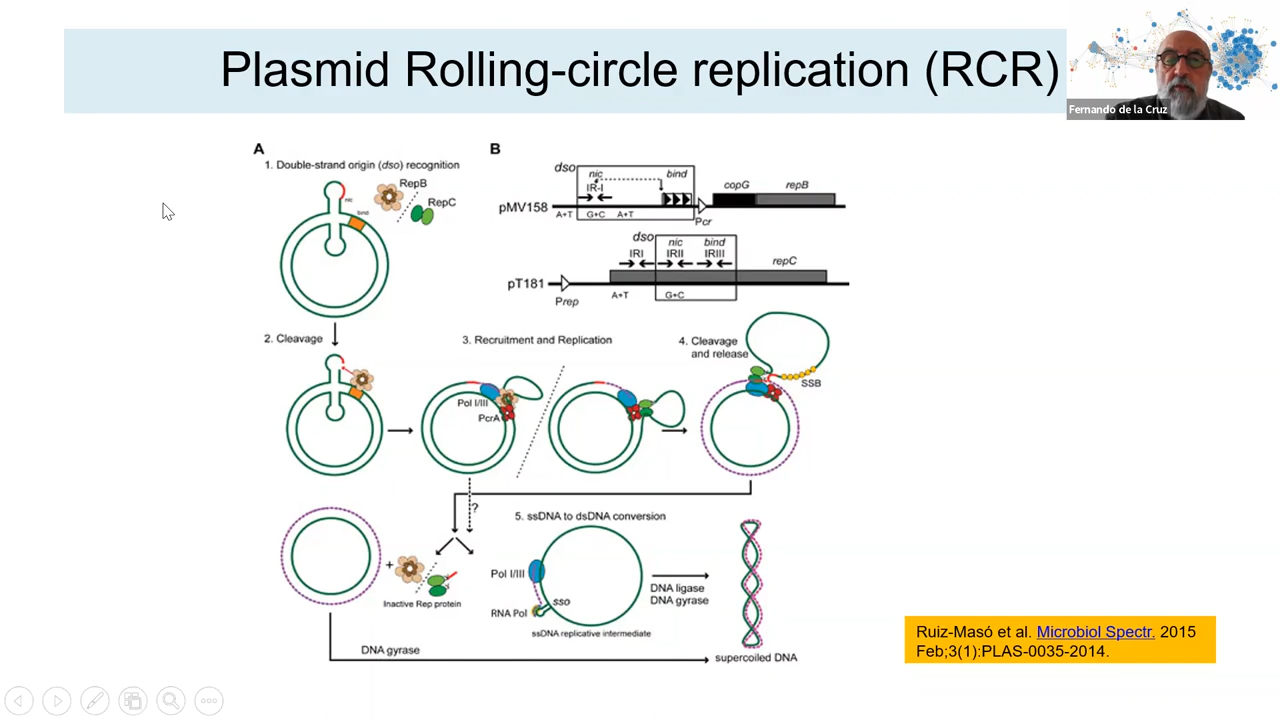 Plasmid Rolling-circle replication (RCR)
Fernando de la Cruz
A
1. Double-strand origin (dso) recognition
RepB
RepC
nic
bind
B
dso
nic
bind
IR-I
copG
repB
pMV158
A+T
G+C
A+T
Pcr
dso
nic
bind
IRI
IRII
IRIII
repC
pT181
Prep
A+T
G+C
2. Cleavage
3. Recruitment and Replication
4. Cleavage
and release
SSB
Pol I/III
PcrA
?
5. ssDNA to dsDNA conversion
+
Inactive Rep protein
Pol I/III
RNA Pol
sso
ssDNA replicative intermediate
DNA ligase
DNA gyrase
DNA gyrase
supercoiled DNA
Ruiz-Masó et al. Microbiol Spectr. 2015
Feb;3(1):PLAS-0035-2014.